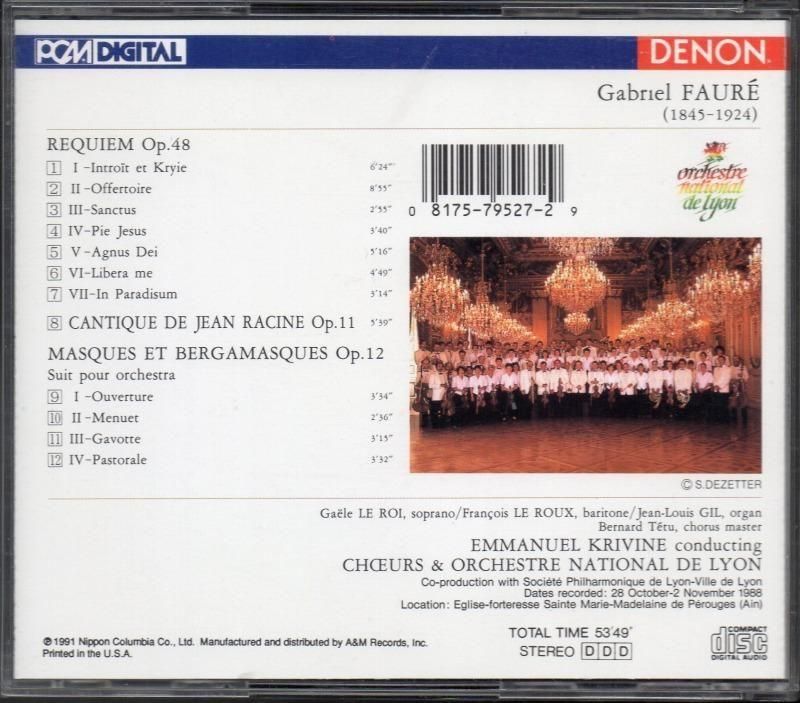 PCM DIGITAL
DENON
Gabriel FAURÉ
(1845-1924)
REQUIEM Op.48
1 I-Introït et Kryie 6'24"
2 II-Offertoire 8'55"
3 III-Sanctus 2'55"
4 IV-Pie Jesus 3'40"
5 V-Agnus Dei 5'16"
6 VI-Libera me 4'49"
7 VII-In Paradisum 3'14"
8 CANTIQUE DE JEAN RACINE Op.11 5'39"
MASQUES ET BERGAMASQUES Op.12
Suit pour orchestra
9 I-Ouverture 3'34"
10 II-Menuet 2'36"
11 III-Gavotte 3'15"
12 IV-Pastorale 3'32"
0 8175-79527-2 9
orchestre
national
de lyon
© S.DEZETTER
Gaële LE ROI, soprano/François LE ROUX, baritone/Jean-Louis GIL, organ
Bernard Tétu, chorus master
EMMANUEL KRIVINE conducting
CHŒURS & ORCHESTRE NATIONAL DE LYON
Co-production with Société Philharmonique de Lyon-Ville de Lyon
Dates recorded: 28 October-2 November 1988
Location: Eglise-forteresse Sainte Marie-Madelaine de Pérouges (Ain)
℗ 1991 Nippon Columbia Co., Ltd. Manufactured and distributed by A&M Records, Inc.
Printed in the U.S.A.
TOTAL TIME 53'49"
STEREO DDD
COMPACT
disc
DIGITAL AUDIO